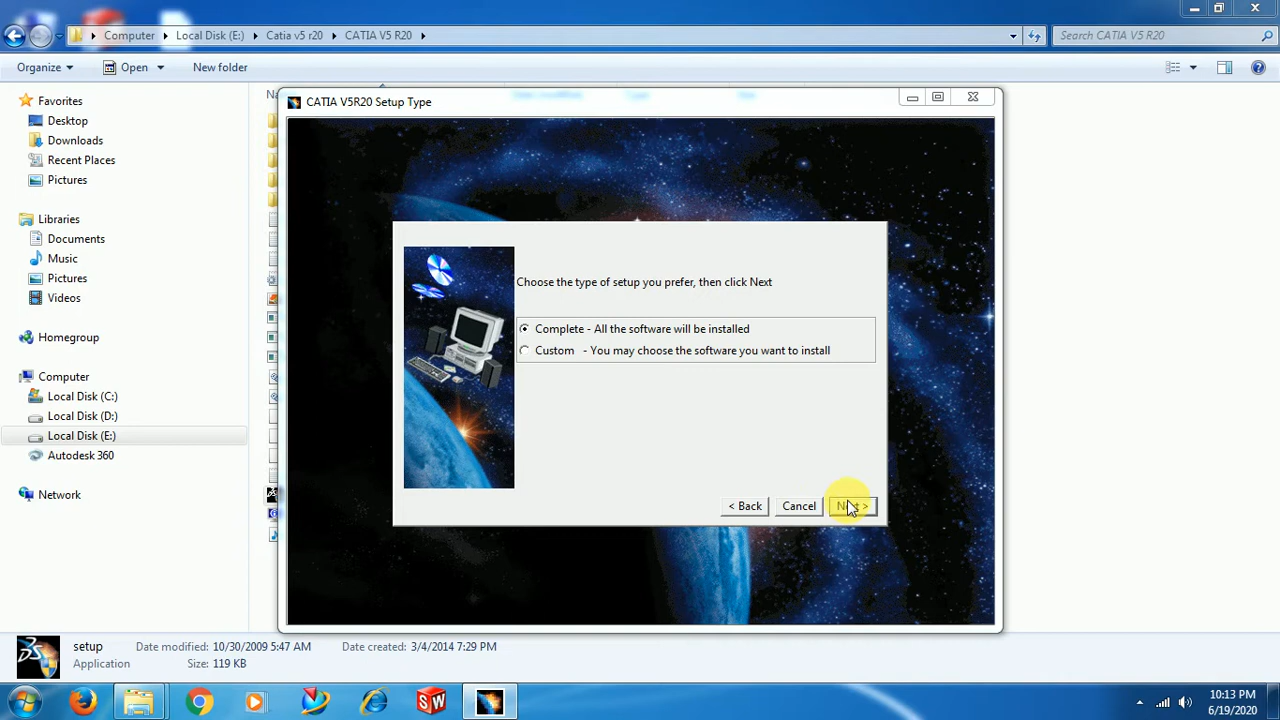 Computer
Local Disk (E:)
Catia v5 r20
CATIA V5 R20
Search CATIA V5 R20
Organize
Open
New folder
Favorites
Desktop
Downloads
Recent Places
Pictures
Libraries
Documents
Music
Pictures
Videos
Homegroup
Computer
Local Disk (C:)
Local Disk (D:)
Local Disk (E:)
Autodesk 360
Network
CATIA V5R20 Setup Type
Choose the type of setup you prefer, then click Next
Complete - All the software will be installed
Custom - You may choose the software you want to install
< Back
Cancel
setup
Date modified: 10/30/2009 5:47 AM
Date created: 3/4/2014 7:29 PM
Application
Size: 119 KB
SW
10:13 PM
6/19/2020